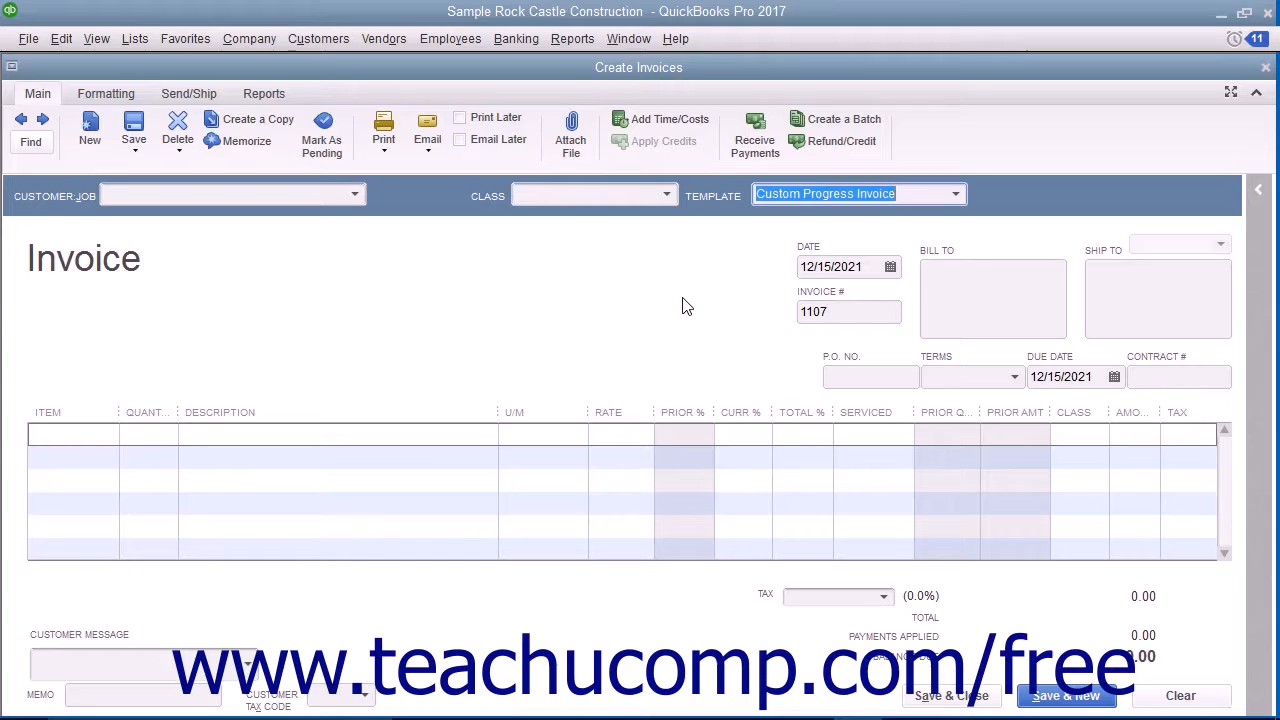 Sample Rock Castle Construction - QuickBooks Pro 2017
File Edit View Lists Favorites Company Customers Vendors Employees Banking Reports Window Help
11
Create Invoices
Main Formatting Send/Ship Reports
Find
New
Save
Delete
Create a Copy
Memorize
Mark As
Pending
Print
Email
Print Later
Email Later
Attach
File
Add Time/Costs
Apply Credits
Receive
Payments
Create a Batch
Refund/Credit
CUSTOMER:JOB
CLASS
TEMPLATE
Custom Progress Invoice
Invoice
DATE
12/15/2021
INVOICE #
1107
BILL TO
SHIP TO
P.O. NO.
TERMS
DUE DATE
12/15/2021
CONTRACT #
ITEM QUANT... DESCRIPTION U/M RATE PRIOR % CURR % TOTAL % SERVICED PRIOR Q... PRIOR AMT CLASS AMO... TAX
TAX (0.0%) 0.00
TOTAL
PAYMENTS APPLIED 0.00
.00
CUSTOMER MESSAGE
www.teachucomp.com/free
MEMO
CUSTOMER
TAX CODE
Save & Close
Save & New
Clear